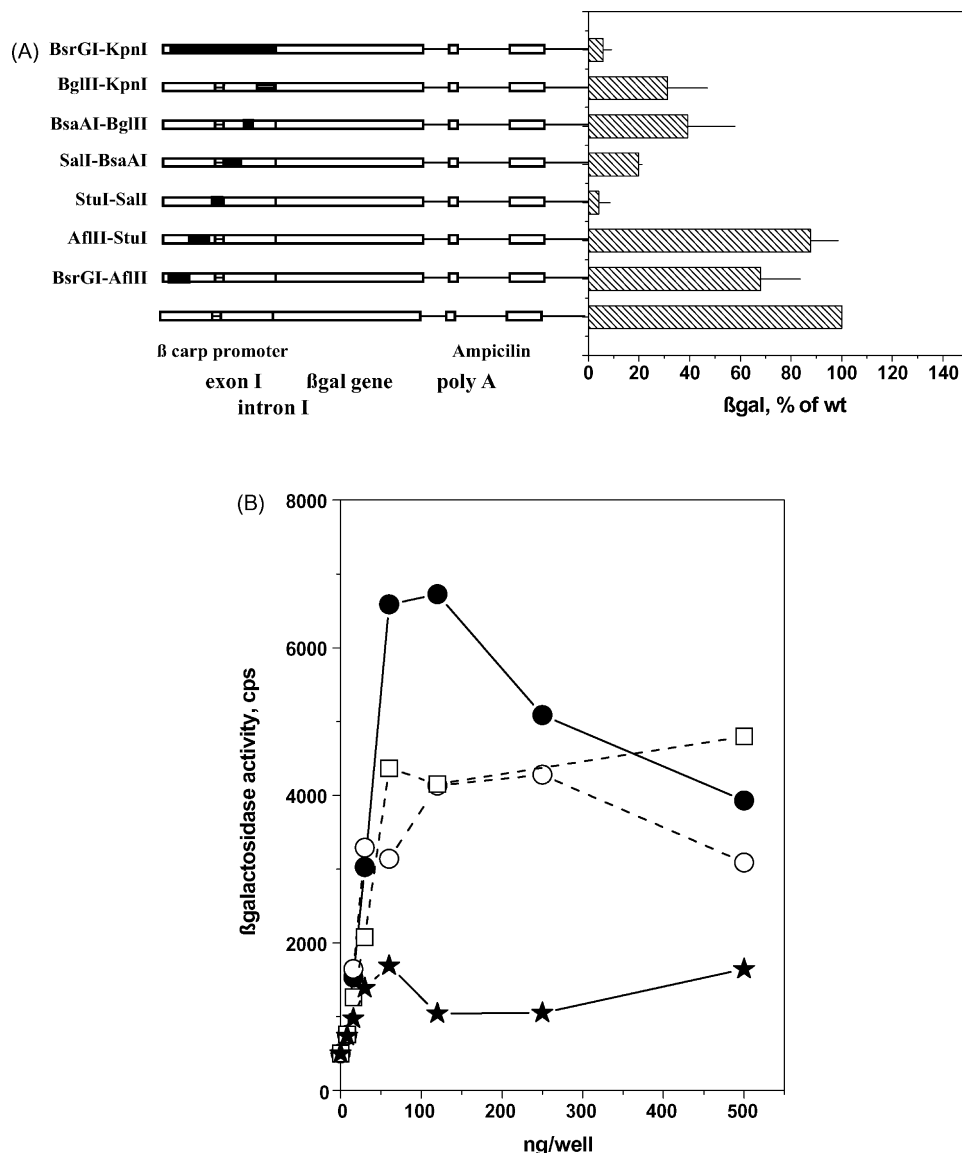 (A)
BsrGI-KpnI
BglII-KpnI
BsaAI-BglII
SalI-BsaAI
StuI-SalI
AflII-StuI
BsrGI-AflII
ß carp promoter
Ampicilin
exon I
ßgal gene
poly A
intron I
0 20 40 60 80 100 120 140
ßgal, % of wt
(B)
8000
6000
4000
2000
0
ßgalactosidase activity, cps
0 100 200 300 400 500
ng/well